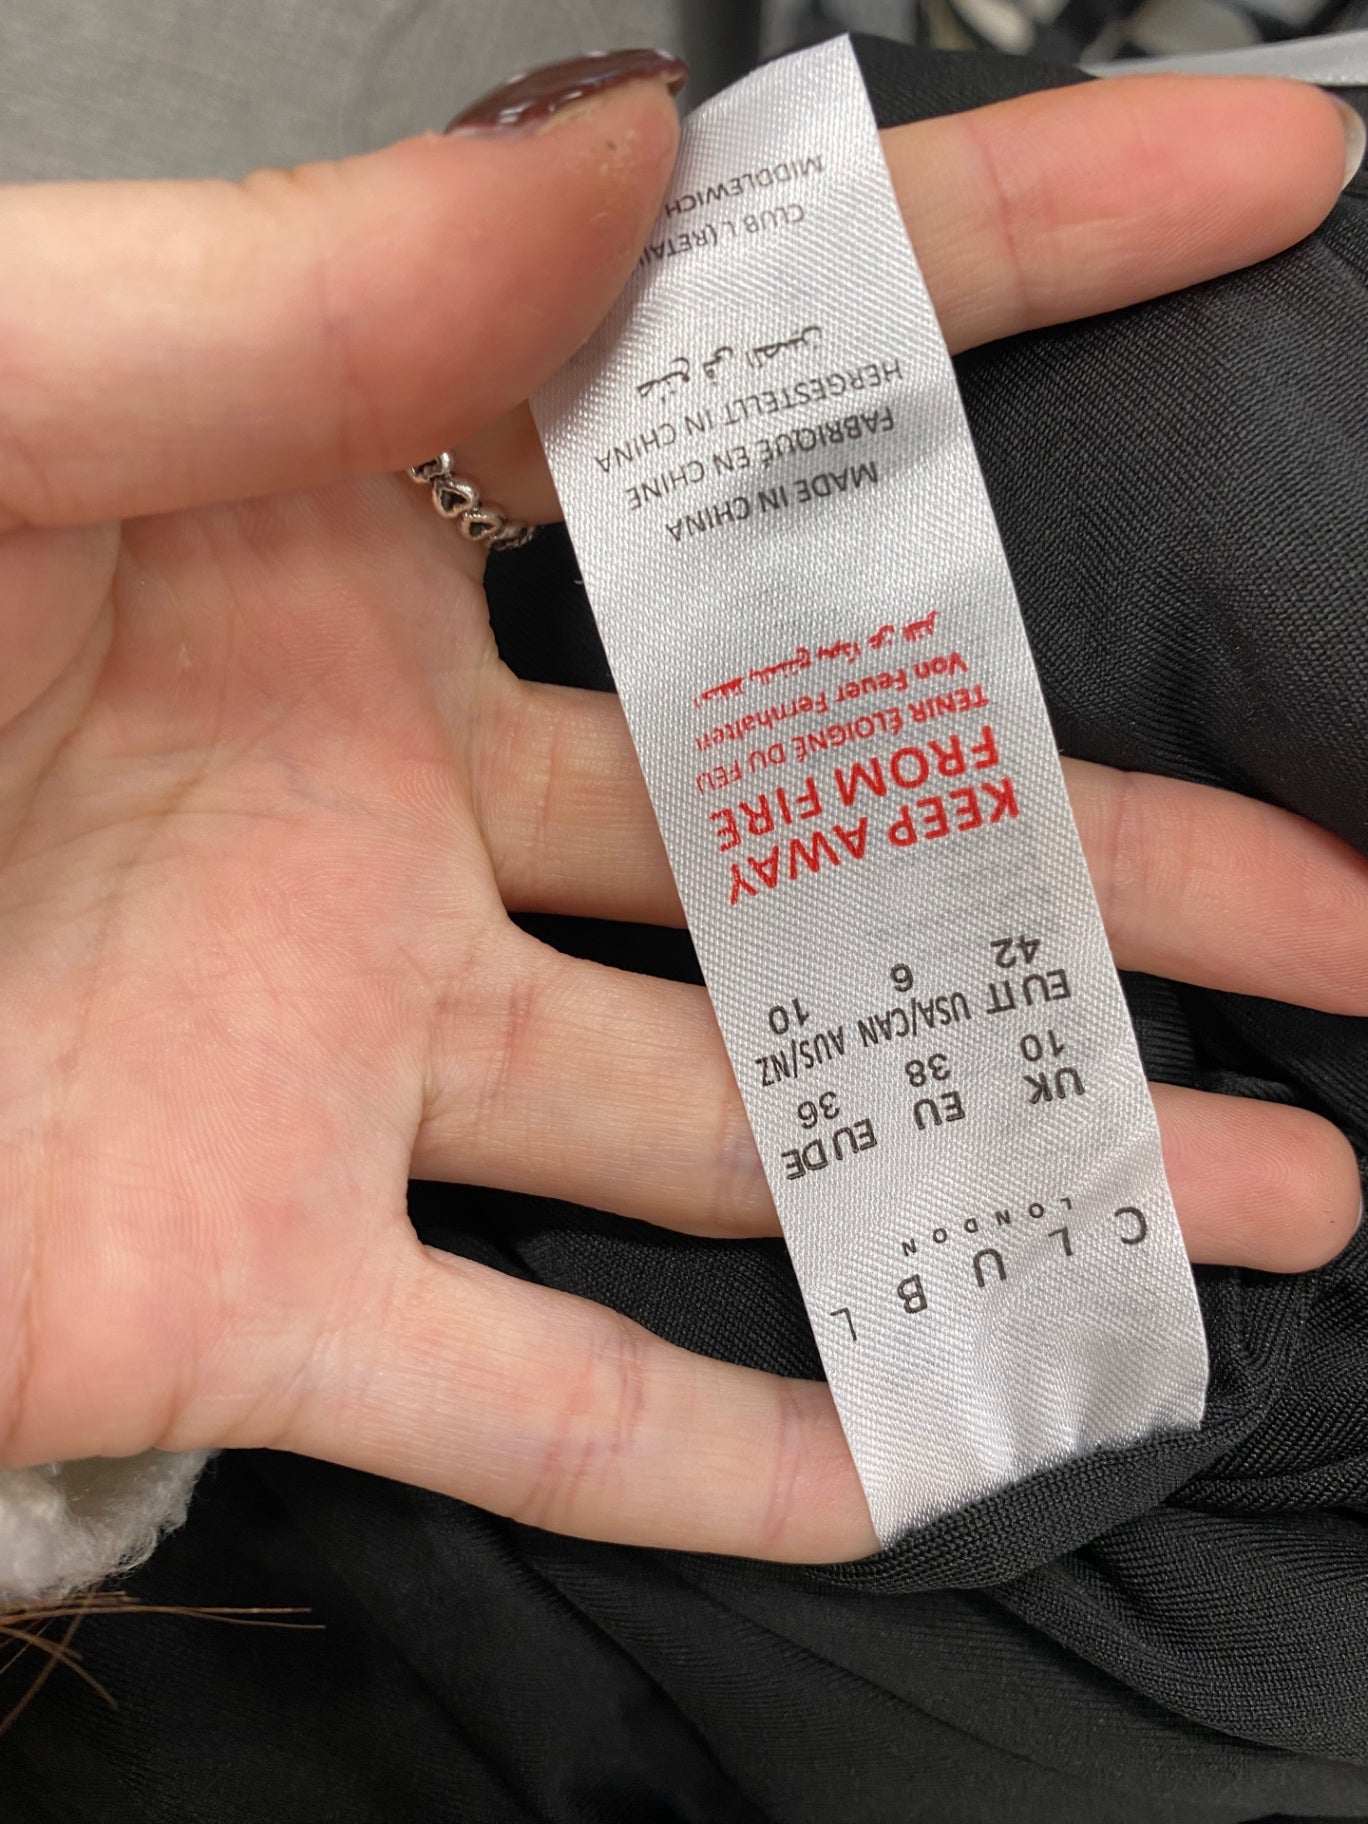 CLUB L
LONDON
UK EU EU DE
10 38 36
EU IT USA/CAN AUS/NZ
42 6 10
KEEP AWAY
FROM FIRE
TENIR ÉLOIGNÉ DU FEU
Von Feuer Fernhalten
MADE IN CHINA
FABRIQUÉ EN CHINE
HERGESTELLT IN CHINA
صنع في الصين
CLUB L (RETAI
MIDDLEWICH